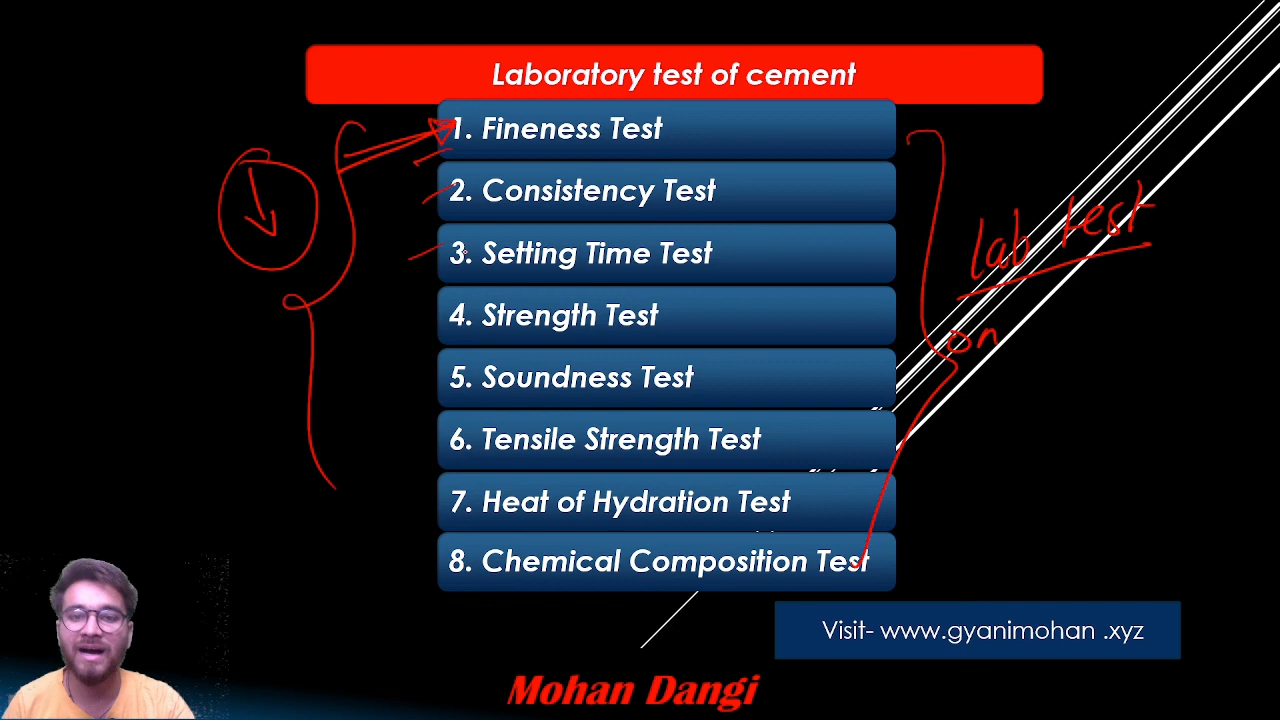 Laboratory test of cement
1. Fineness Test
2. Consistency Test
3. Setting Time Test
4. Strength Test
5. Soundness Test
6. Tensile Strength Test
7. Heat of Hydration Test
8. Chemical Composition Test
lab test
on
Visit- www.gyanimohan .xyz
Mohan Dangi